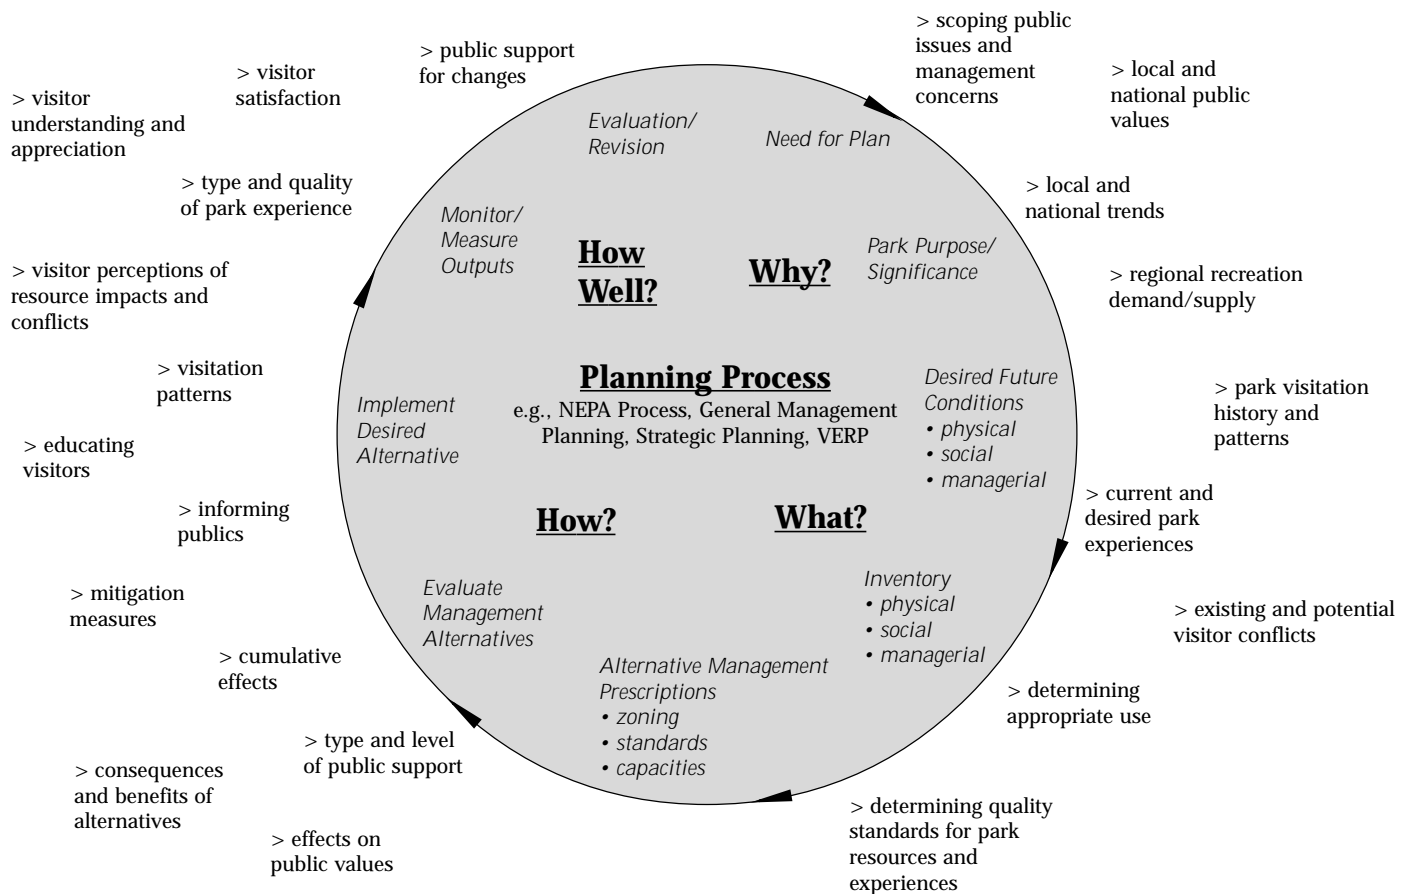 > scoping public
issues and
management
concerns
> public support
for changes
> visitor
satisfaction
> local and
national public
values
> visitor
understanding and
appreciation
Evaluation/
Revision
Need for Plan
> type and quality
of park experience
> local and
national trends
Monitor/
Measure
Outputs
How
Well?
Why?
Park Purpose/
Significance
> visitor perceptions of
resource impacts and
conflicts
> regional recreation
demand/supply
> visitation
patterns
Planning Process
e.g., NEPA Process, General Management
Planning, Strategic Planning, VERP
Desired Future
Conditions
• physical
• social
• managerial
> park visitation
history and
patterns
Implement
Desired
Alternative
> educating
visitors
> informing
publics
How?
What?
> current and
desired park
experiences
> mitigation
measures
Evaluate
Management
Alternatives
Inventory
• physical
• social
• managerial
> existing and potential
visitor conflicts
> cumulative
effects
Alternative Management
Prescriptions
• zoning
• standards
• capacities
> determining
appropriate use
> type and level
of public support
> consequences
and benefits of
alternatives
> effects on
public values
> determining quality
standards for park
resources and
experiences